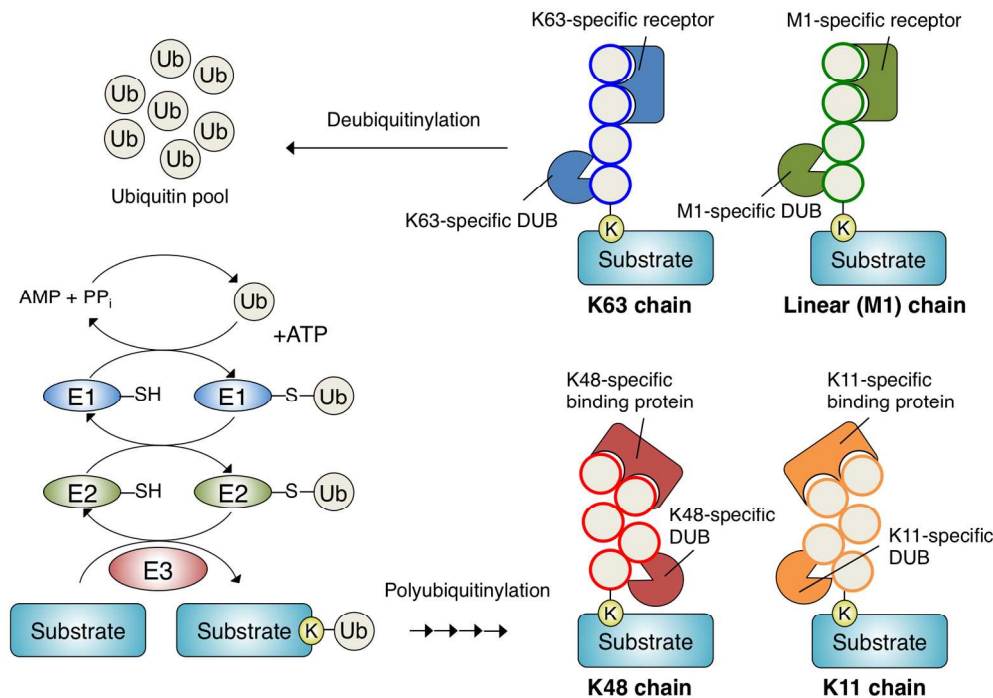 Ub
Ub
Ub
Ub
Ub
Ub
Ub
Ubiquitin pool
Deubiquitinylation
K63-specific receptor
K63-specific DUB
K
Substrate
K63 chain
M1-specific receptor
M1-specific DUB
K
Substrate
Linear (M1) chain
AMP + PPi
Ub
+ATP
E1 -SH
E1 -S- Ub
E2 -SH
E2 -S- Ub
E3
Substrate
Substrate K Ub
Polyubiquitinylation
K48-specific
binding protein
K48-specific
DUB
K
Substrate
K48 chain
K11-specific
binding protein
K11-specific
DUB
K
Substrate
K11 chain